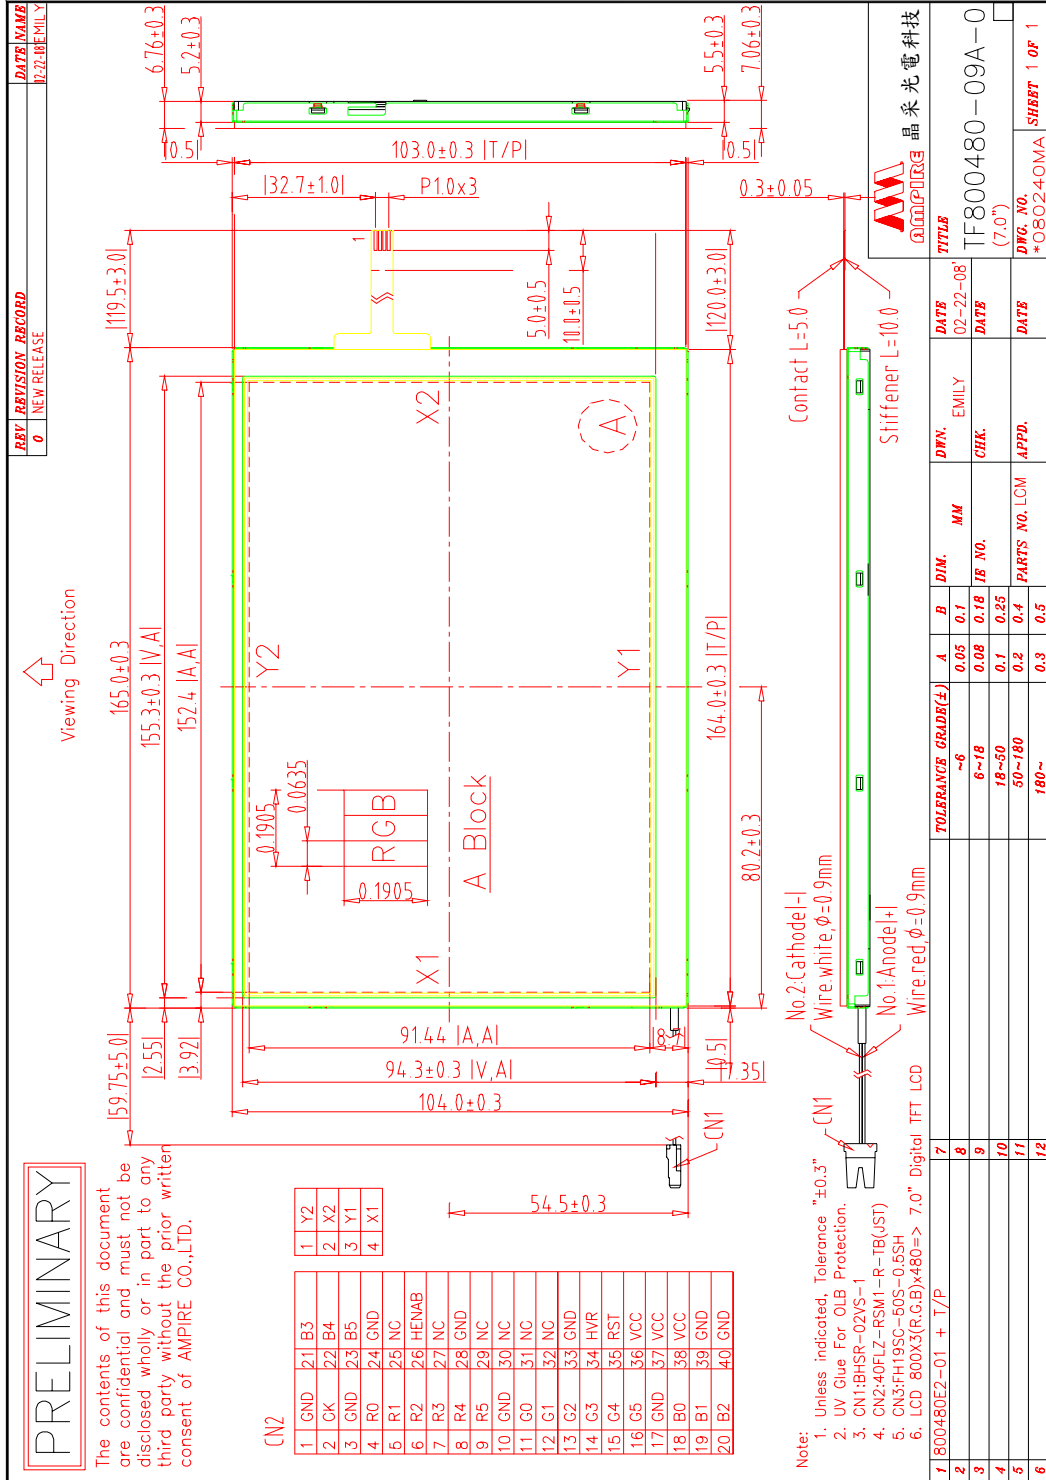 PRELIMINARY
The contents of this document
are confidential and must not be
disclosed wholly or in part to any
third party without the prior written
consent of AMPIRE CO.,LTD.
Viewing Direction
REV REVISION RECORD DATE NAME
0 NEW RELEASE 02-22-08' EMILY
|59.75±5.0|
165.0±0.3
|119.5±3.0|
|2.55|
155.3±0.3 |V,A|
|3.92|
152.4 |A,A|
6.76±0.3
5.2±0.3
|0.5|
103.0±0.3 |T/P|
|0.5|
5.5±0.3
7.06±0.3
|32.7±1.0|
P1.0x3
1
5.0±0.5
10.0±0.5
0.1905
0.0635
0.1905
R G B
A Block
X1
X2
Y2
Y1
A
91.44 |A,A|
94.3±0.3 |V,A|
104.0±0.3
|0.5|
|7.35|
54.5±0.3
CN1
164.0±0.3 |T/P|
|120.0±3.0|
80.2±0.3
0.3±0.05
Contact L=5.0
Stiffener L=10.0
No.2:Cathode|-|
Wire:white,φ=0.9mm
No.1:Anode|+|
Wire:red,φ=0.9mm
CN1
1 Y2
2 X2
3 Y1
4 X1
CN2
1 GND 21 B3
2 CK 22 B4
3 GND 23 B5
4 R0 24 GND
5 R1 25 NC
6 R2 26 HENAB
7 R3 27 NC
8 R4 28 GND
9 R5 29 NC
10 GND 30 NC
11 G0 31 NC
12 G1 32 NC
13 G2 33 GND
14 G3 34 HVR
15 G4 35 RST
16 G5 36 VCC
17 GND 37 VCC
18 B0 38 VCC
19 B1 39 GND
20 B2 40 GND
Note:
1. Unless indicated, Tolerance "±0.3"
2. UV Glue For OLB Protection.
3. CN1:BHSR-02VS-1
4. CN2:40FLZ-RSM1-R-TB(JST)
5. CN3:FH19SC-50S-0.5SH
6. LCD 800X3(R.G.B)x480=> 7.0" Digital TFT LCD
1 800480E2-01 + T/P 7
2 8
3 9
4 10
5 11
6 12
TOLERANCE GRADE(±) A B
~6 0.05 0.1
6~18 0.08 0.18
18~50 0.1 0.25
50~180 0.2 0.4
180~ 0.3 0.5
DIM. MM
IE NO.
PARTS NO. LCM
DWN. EMILY
CHK.
APPD.
DATE 02-22-08'
DATE
DATE
AMPIRE 晶采光電科技
TITLE
TF800480-09A-0
(7.0")
DWG. NO.
*080240MA
SHEET 1 OF 1